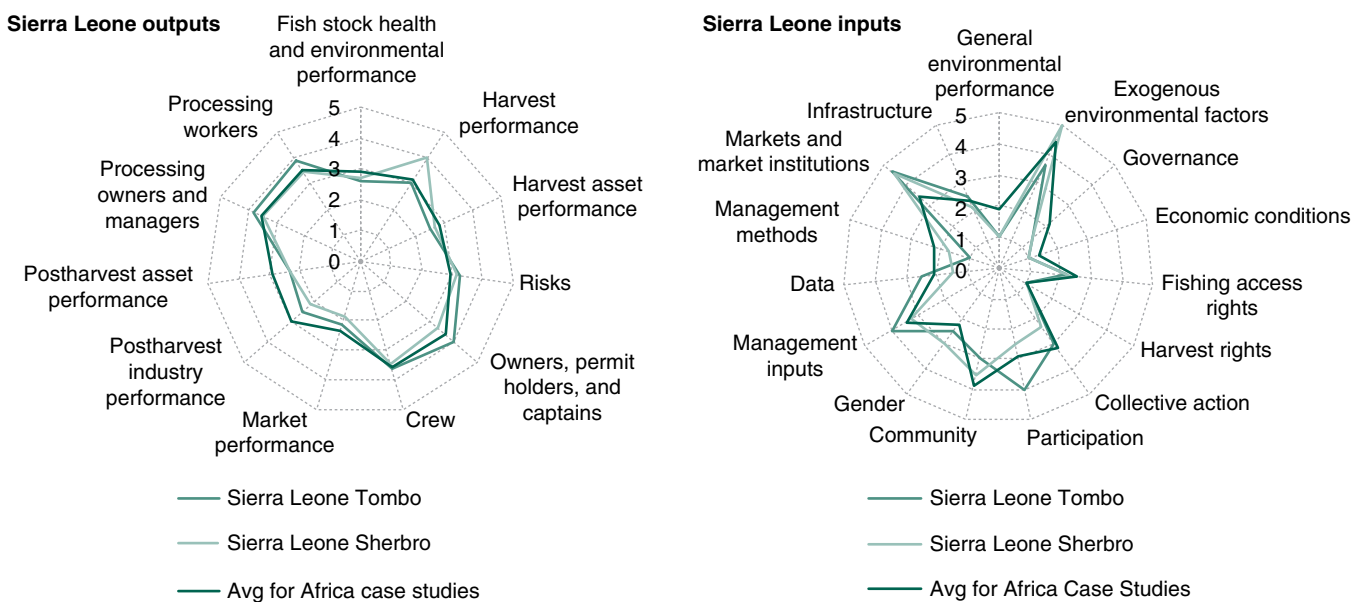 Sierra Leone outputs
Fish stock health
and environmental
performance
Harvest
performance
Harvest asset
performance
Risks
Owners, permit
holders, and
captains
Crew
Market
performance
Postharvest
industry
performance
Postharvest asset
performance
Processing
owners and
managers
Processing
workers
5
4
3
2
1
0
Sierra Leone Tombo
Sierra Leone Sherbro
Avg for Africa case studies
Sierra Leone inputs
General
environmental
performance
Exogenous
environmental factors
Governance
Economic conditions
Fishing access
rights
Harvest rights
Collective action
Participation
Community
Gender
Management
inputs
Data
Management
methods
Markets and
market institutions
Infrastructure
5
4
3
2
1
0
Sierra Leone Tombo
Sierra Leone Sherbro
Avg for Africa Case Studies